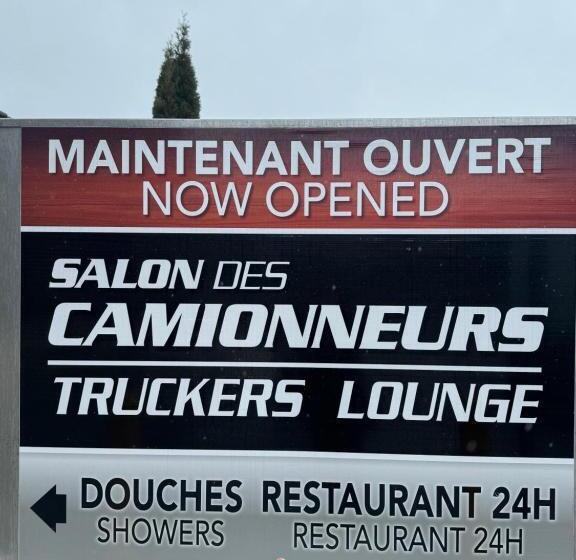 MAINTENANT OUVERT
NOW OPENED
SALON DES
CAMIONNEURS
TRUCKERS LOUNGE
DOUCHES RESTAURANT 24H
SHOWERS RESTAURANT 24H